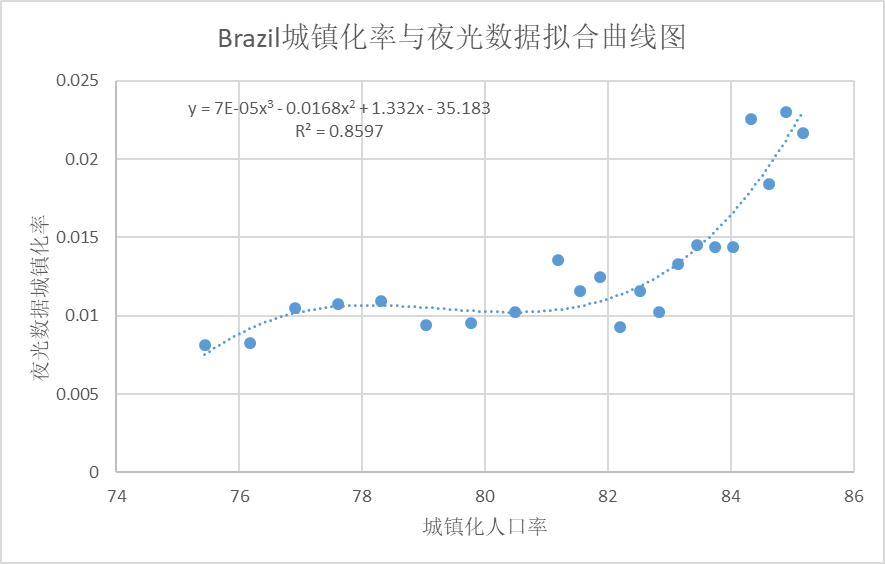 Brazil城镇化率与夜光数据拟合曲线图
y = 7E-05x³ - 0.0168x² + 1.332x - 35.183
R² = 0.8597
0.025
0.02
0.015
0.01
0.005
0
夜光数据城镇化率
74 76 78 80 82 84 86
城镇化人口率